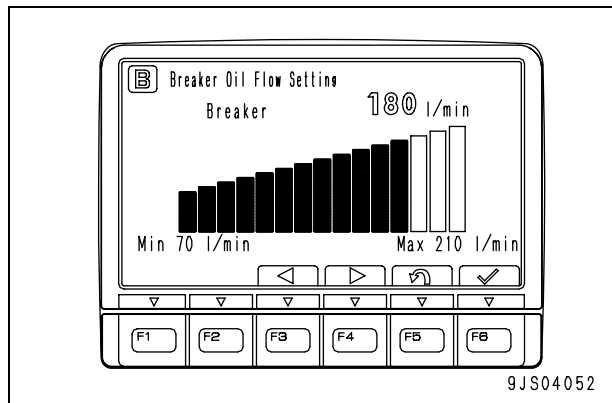 B Breaker Oil Flow Setting
Breaker 180 l/min
Min 70 l/min Max 210 l/min
F1 F2 F3 F4 F5 F6
9JS04052